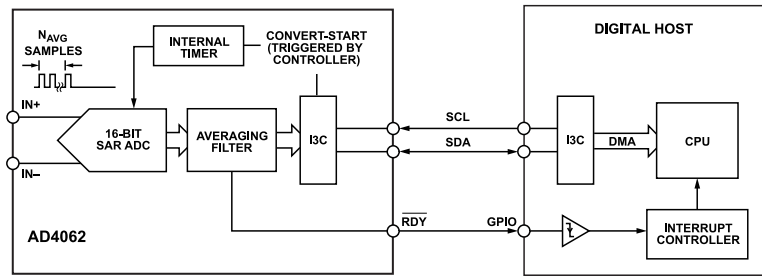 N_AVG
SAMPLES
INTERNAL
TIMER
CONVERT-START
(TRIGGERED BY
CONTROLLER)
DIGITAL HOST
IN+
IN–
16-BIT
SAR ADC
AVERAGING
FILTER
I3C
SCL
SDA
I3C
DMA
CPU
AD4062
RDY
GPIO
INTERRUPT
CONTROLLER